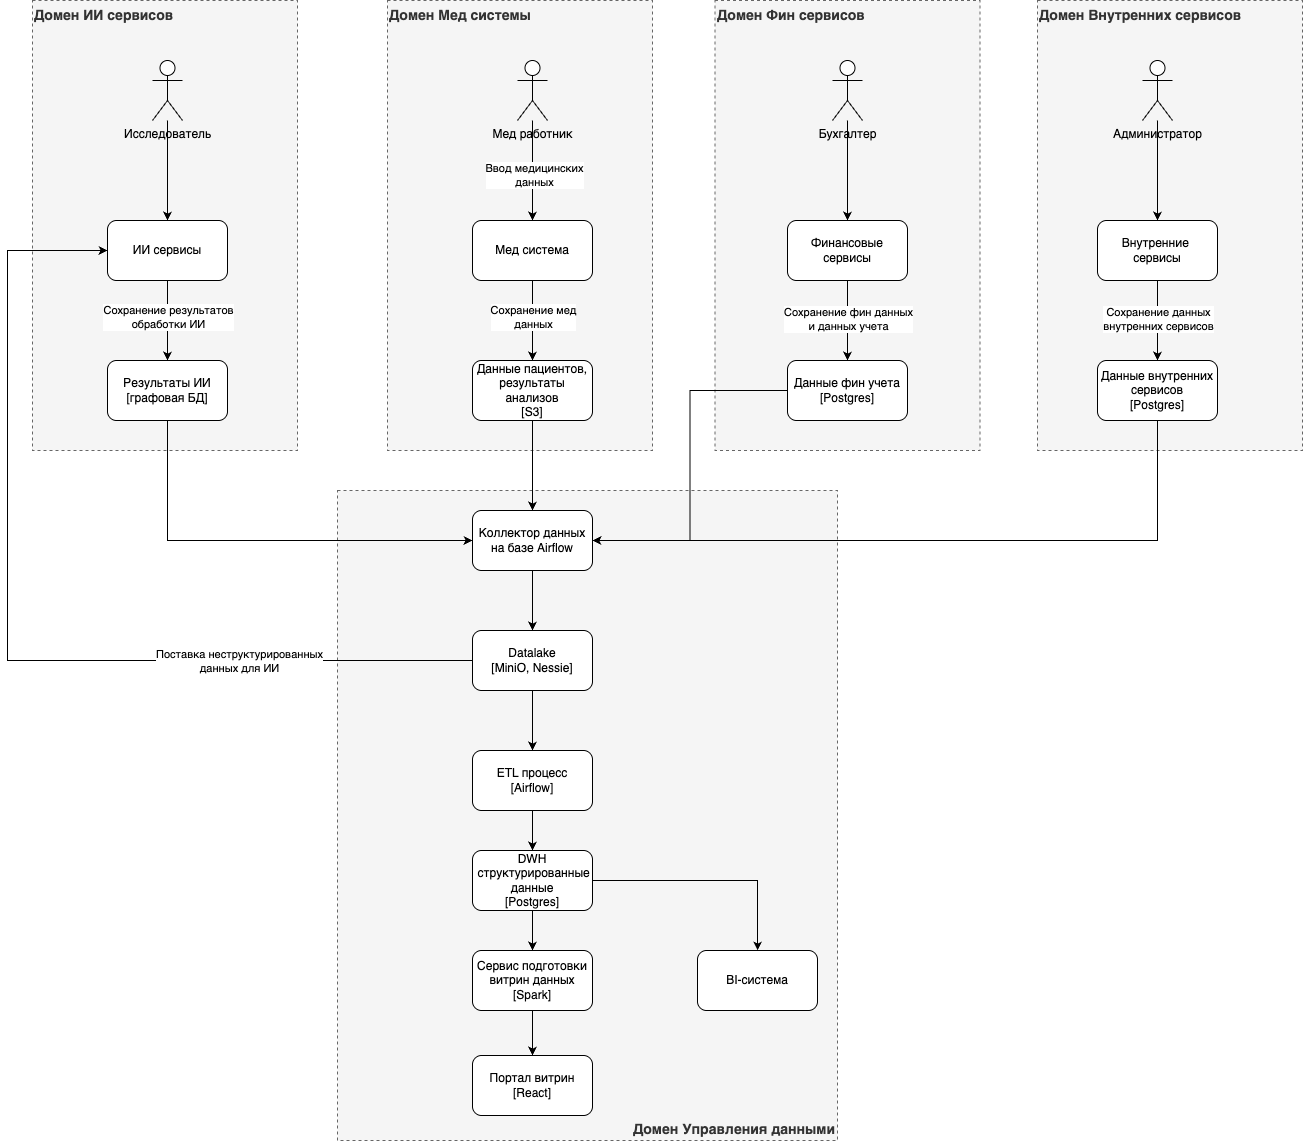 Домен ИИ сервисов
Домен Мед системы
Домен Фин сервисов
Домен Внутренних сервисов
Исследователь
Мед работник
Бухгалтер
Администратор
Ввод медицинских
данных
ИИ сервисы
Мед система
Финансовые
сервисы
Внутренние
сервисы
Сохранение результатов
обработки ИИ
Сохранение мед
данных
Сохранение фин данных
и данных учета
Сохранение данных
внутренних сервисов
Результаты ИИ
[графовая БД]
Данные пациентов,
результаты
анализов
[S3]
Данные фин учета
[Postgres]
Данные внутренних
сервисов
[Postgres]
Коллектор данных
на базе Airflow
Поставка неструктурированных
данных для ИИ
Datalake
[MiniO, Nessie]
ETL процесс
[Airflow]
DWH
структурированные
данные
[Postgres]
Сервис подготовки
витрин данных
[Spark]
BI-система
Портал витрин
[React]
Домен Управления данными